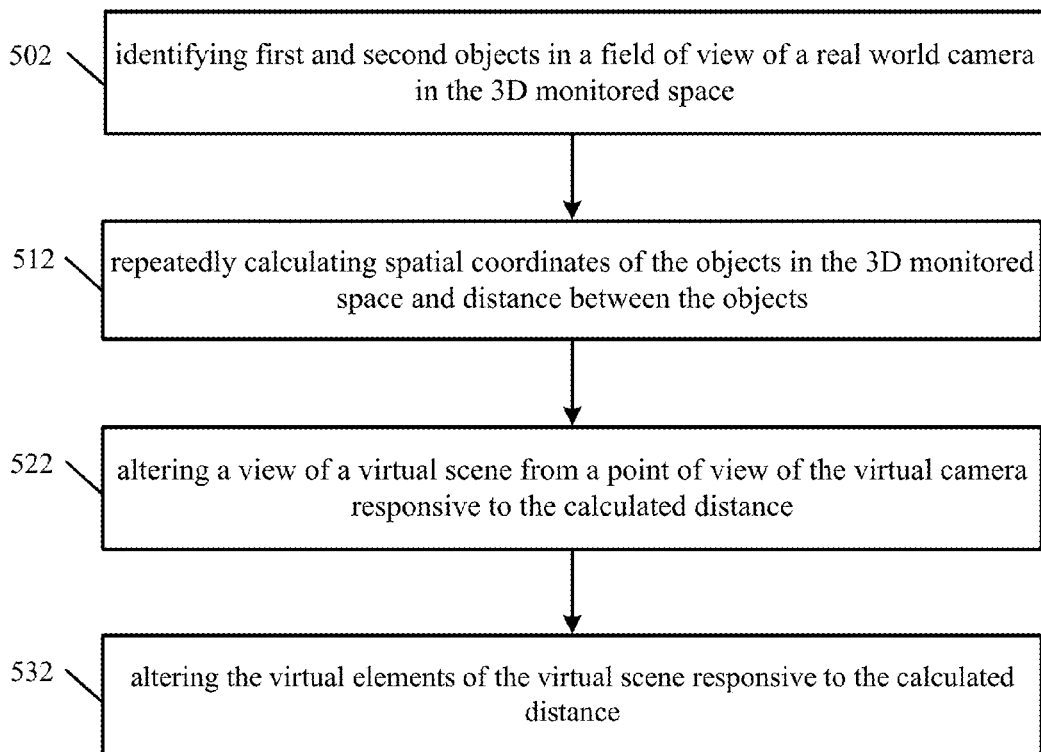 502
identifying first and second objects in a field of view of a real world camera
in the 3D monitored space
512
repeatedly calculating spatial coordinates of the objects in the 3D monitored
space and distance between the objects
522
altering a view of a virtual scene from a point of view of the virtual camera
responsive to the calculated distance
532
altering the virtual elements of the virtual scene responsive to the calculated
distance